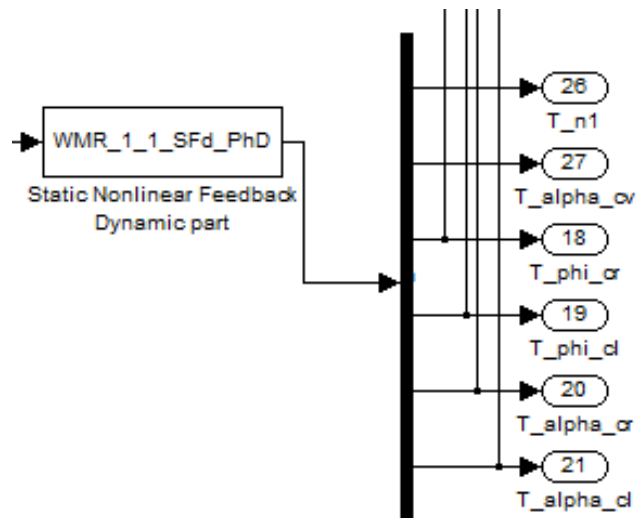 WMR_1_1_SFd_PhD
Static Nonlinear Feedback
Dynamic part
26
T_n1
27
T_alpha_cv
18
T_phi_cr
19
T_phi_cl
20
T_alpha_cr
21
T_alpha_cl